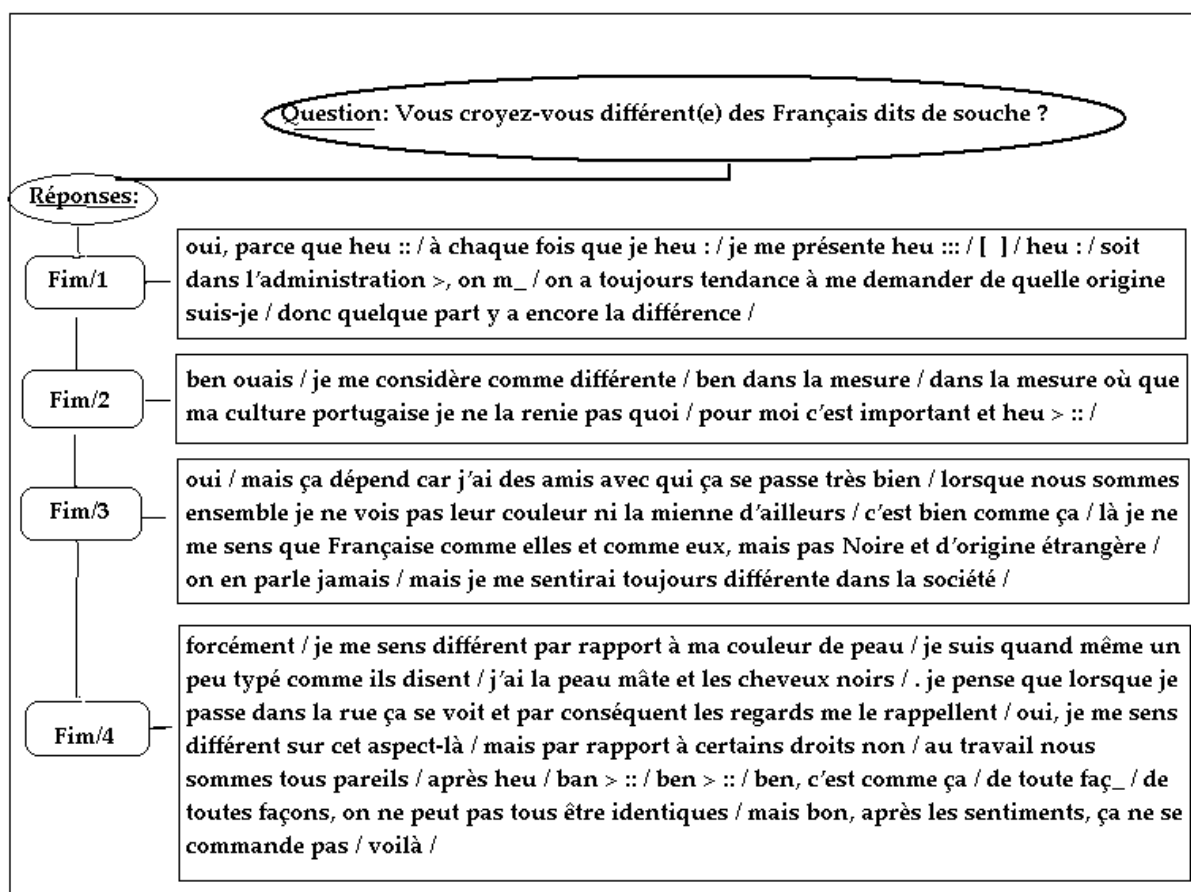 Question: Vous croyez-vous différent(e) des Français dits de souche ?
Réponses:
Fim/1
oui, parce que heu :: / à chaque fois que je heu : / je me présente heu ::: / [  ] / heu : / soit
dans l'administration >, on m_ / on a toujours tendance à me demander de quelle origine
suis-je / donc quelque part y a encore la différence /
Fim/2
ben ouais / je me considère comme différente / ben dans la mesure / dans la mesure où que
ma culture portugaise je ne la renie pas quoi / pour moi c'est important et heu > :: /
Fim/3
oui / mais ça dépend car j'ai des amis avec qui ça se passe très bien / lorsque nous sommes
ensemble je ne vois pas leur couleur ni la mienne d'ailleurs / c'est bien comme ça / là je ne
me sens que Française comme elles et comme eux, mais pas Noire et d'origine étrangère /
on en parle jamais / mais je me sentirai toujours différente dans la société /
Fim/4
forcément / je me sens différent par rapport à ma couleur de peau / je suis quand même un
peu typé comme ils disent / j'ai la peau mâte et les cheveux noirs / . je pense que lorsque je
passe dans la rue ça se voit et par conséquent les regards me le rappellent / oui, je me sens
différent sur cet aspect-là / mais par rapport à certains droits non / au travail nous
sommes tous pareils / après heu / ban > :: / ben > :: / ben, c'est comme ça / de toute faç_ / de
toutes façons, on ne peut pas tous être identiques / mais bon, après les sentiments, ça ne se
commande pas / voilà /